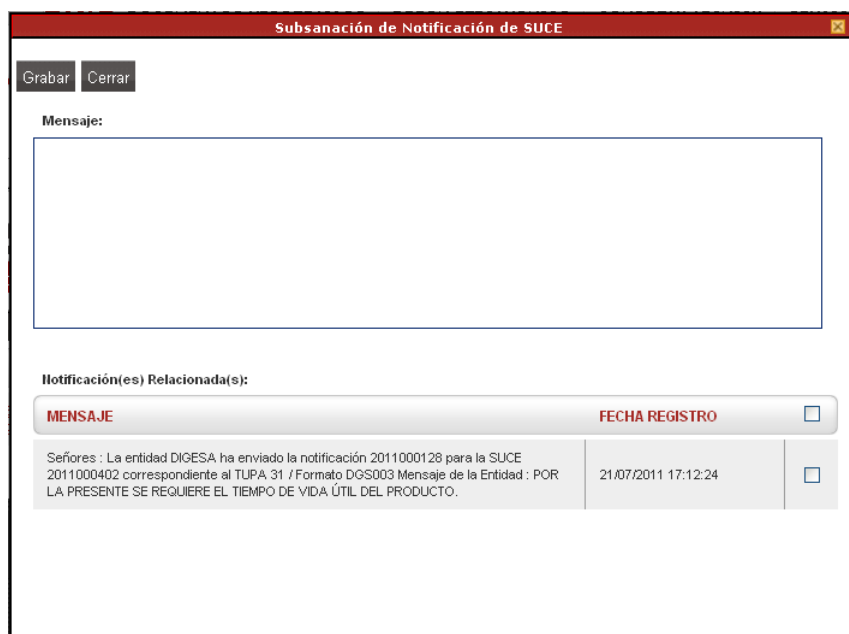 Subsanación de Notificación de SUCE
Grabar Cerrar
Mensaje:
Notificación(es) Relacionada(s):
MENSAJE FECHA REGISTRO
Señores : La entidad DIGESA ha enviado la notificación 2011000128 para la SUCE
2011000402 correspondiente al TUPA 31 / Formato DGS003 Mensaje de la Entidad : POR 21/07/2011 17:12:24
LA PRESENTE SE REQUIERE EL TIEMPO DE VIDA ÚTIL DEL PRODUCTO.